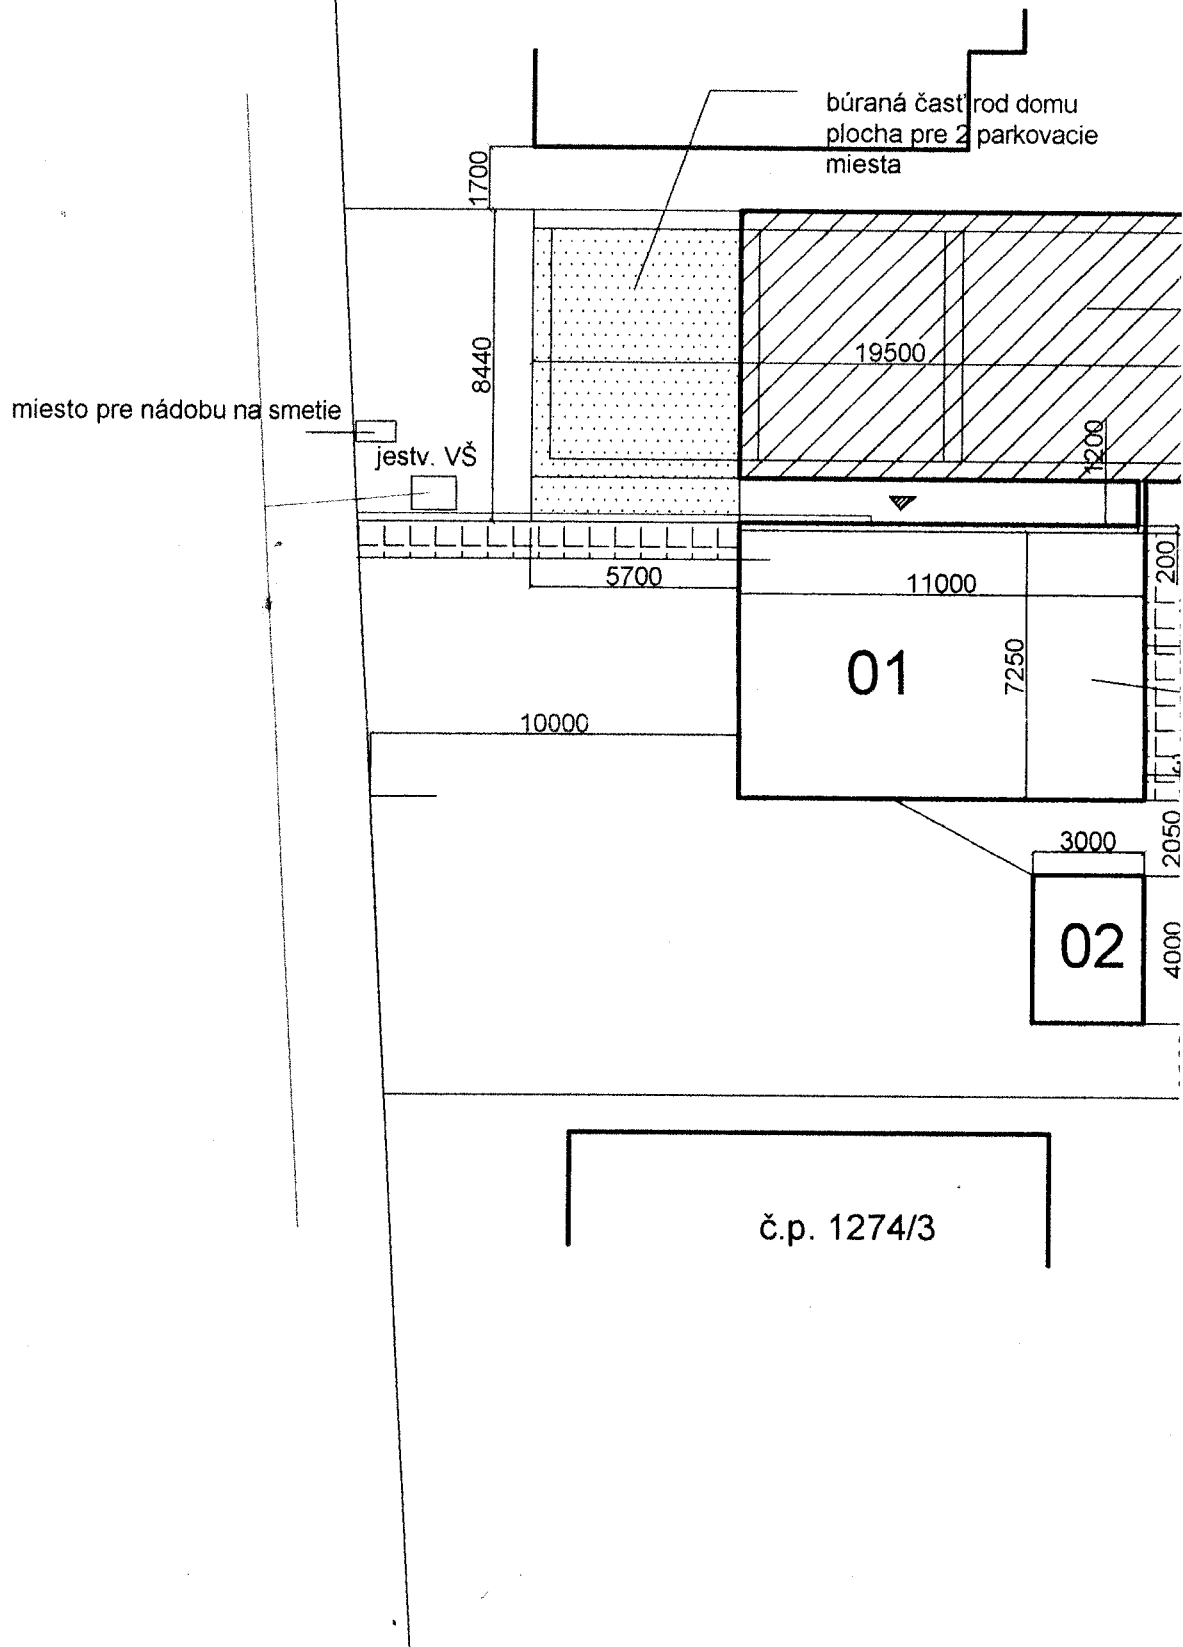 búraná časť rod domu
plocha pre 2 parkovacie
miesta
1700
8440
19500
miesto pre nádobu na smetie
1200
jestv. VŠ
5700
11000
200
01
7250
10000
3000
2050
02
4000
č.p. 1274/3